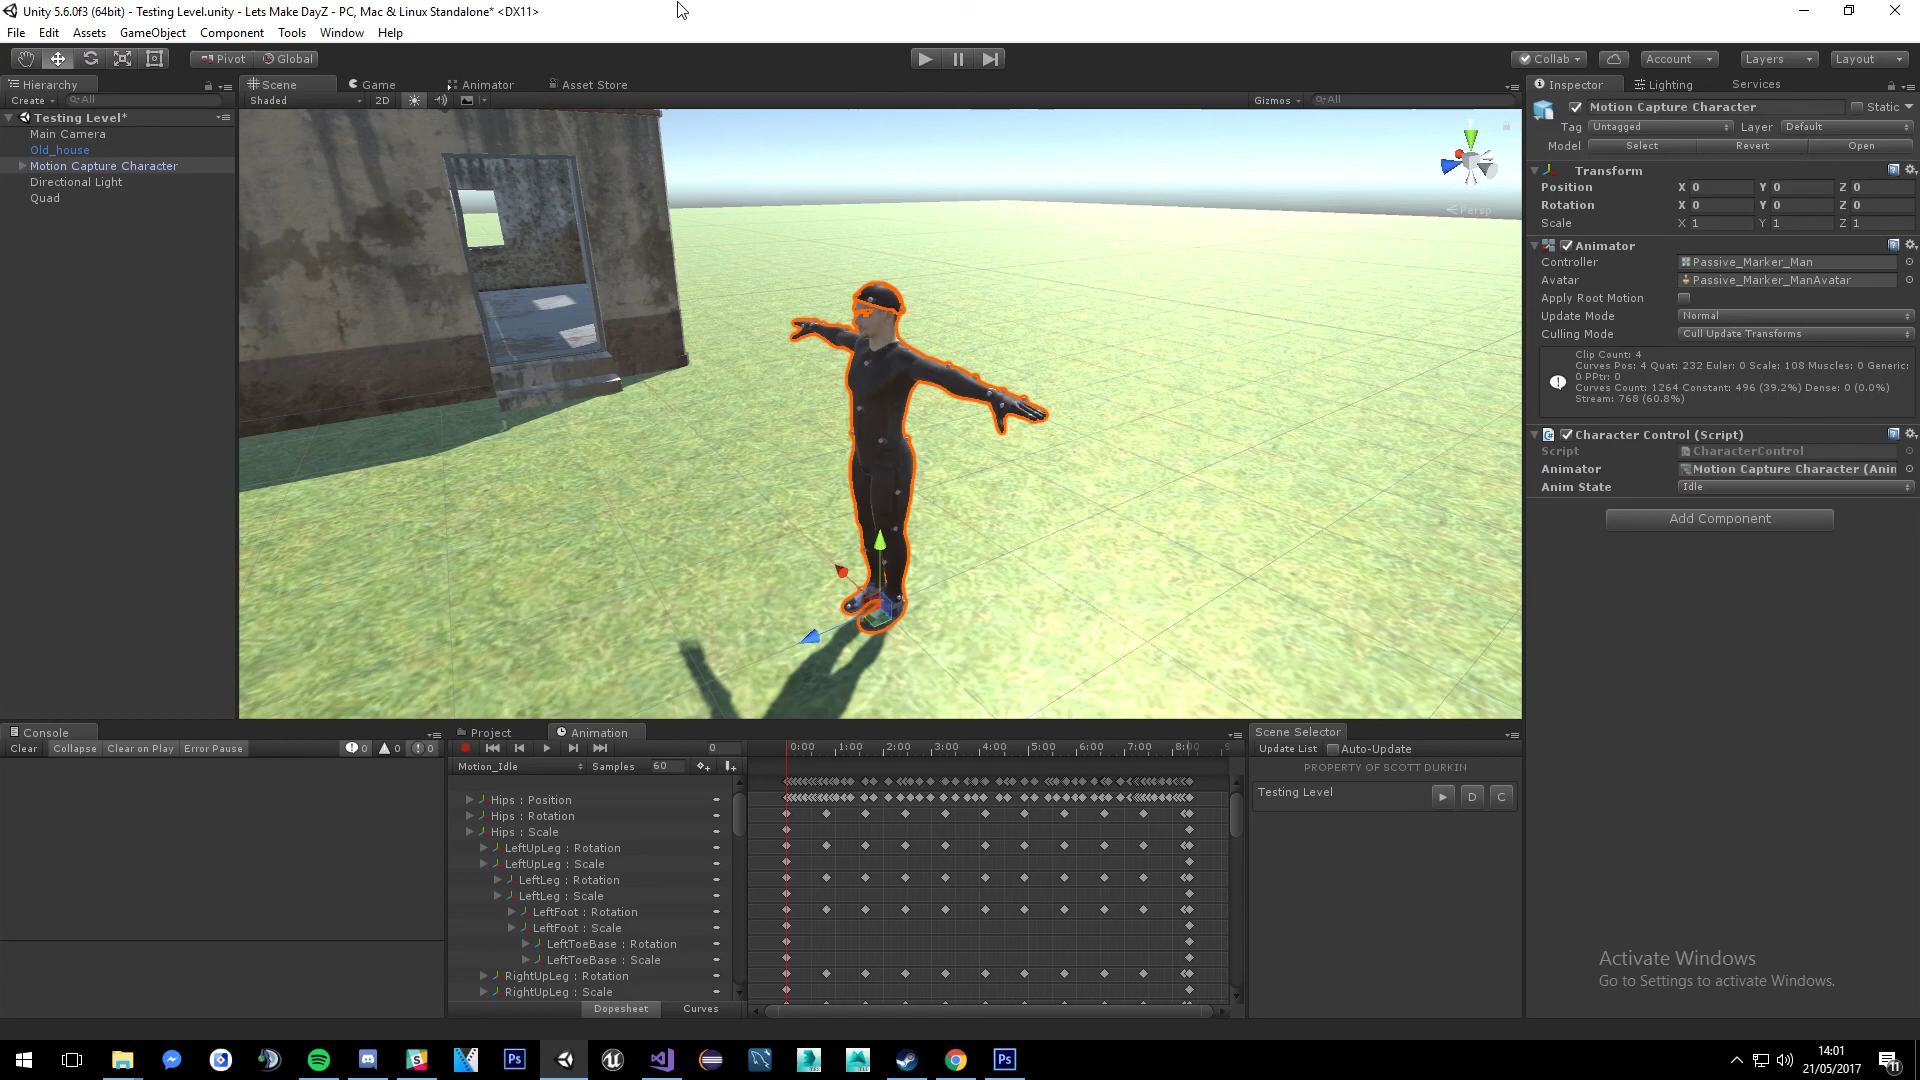 Unity 5.6.0f3 (64bit) - Testing Level.unity - Lets Make DayZ - PC, Mac & Linux Standalone* <DX11>
File Edit Assets GameObject Component Tools Window Help
Pivot Global Collab Account Layers Layout
Hierarchy
Create All
Testing Level*
Main Camera
Old_house
Motion Capture Character
Directional Light
Quad
Scene Game Animator Asset Store
Shaded 2D Gizmos All
y
Persp
Inspector Lighting Services
Motion Capture Character Static
Tag Untagged Layer Default
Model Select Revert Open
Transform
Position X 0 Y 0 Z 0
Rotation X 0 Y 0 Z 0
Scale X 1 Y 1 Z 1
Animator
Controller Passive_Marker_Man
Avatar Passive_Marker_ManAvatar
Apply Root Motion
Update Mode Normal
Culling Mode Cull Update Transforms
Clip Count: 4
Curves Pos: 4 Quat: 232 Euler: 0 Scale: 108 Muscles: 0 Generic:
0 PPtr: 0
Curves Count: 1264 Constant: 496 (39.2%) Dense: 0 (0.0%)
Stream: 768 (60.8%)
Character Control (Script)
Script CharacterControl
Animator Motion Capture Character (Anin
Anim State Idle
Add Component
Console
Clear Collapse Clear on Play Error Pause 0 0 0
Project Animation
0 0:00 1:00 2:00 3:00 4:00 5:00 6:00 7:00 8:00 9
Motion_Idle Samples 60
Hips : Position
Hips : Rotation
Hips : Scale
LeftUpLeg : Rotation
LeftUpLeg : Scale
LeftLeg : Rotation
LeftLeg : Scale
LeftFoot : Rotation
LeftFoot : Scale
LeftToeBase : Rotation
LeftToeBase : Scale
RightUpLeg : Rotation
RightUpLeg : Scale
Dopesheet Curves
Scene Selector
Update List Auto-Update
PROPERTY OF SCOTT DURKIN
Testing Level D C
Activate Windows
Go to Settings to activate Windows.
Ps
Ps
14:01
21/05/2017
11